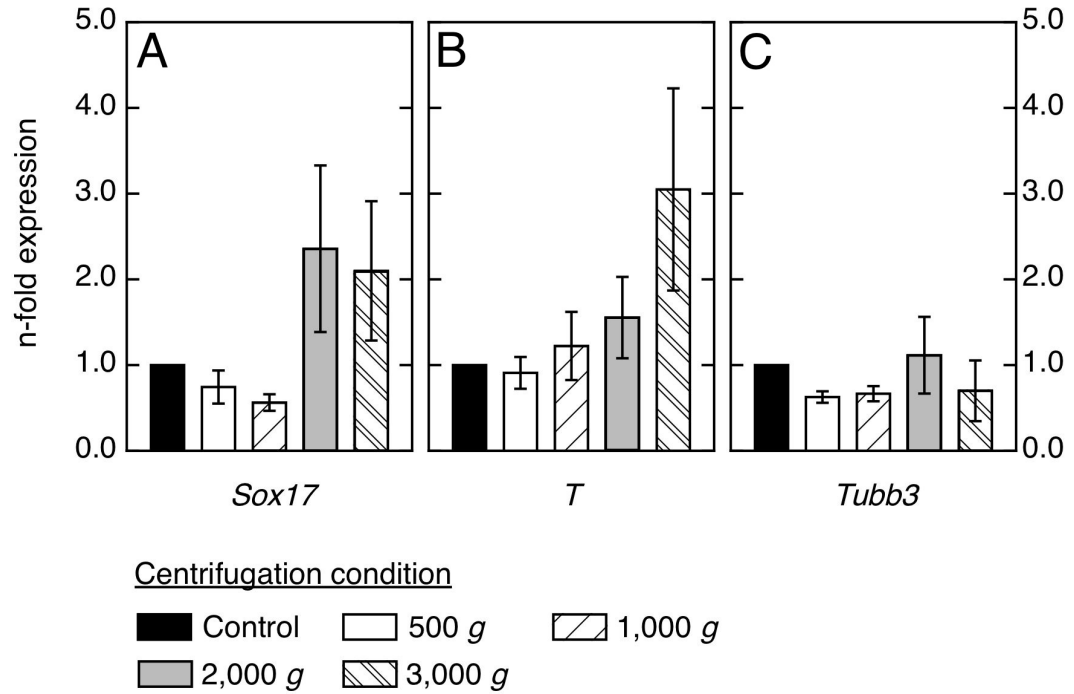 5.0 A B C 5.0
4.0 4.0
3.0 3.0
2.0 2.0
1.0 1.0
0.0 0.0
n-fold expression
Sox17 T Tubb3
Centrifugation condition
Control 500 g 1,000 g
2,000 g 3,000 g